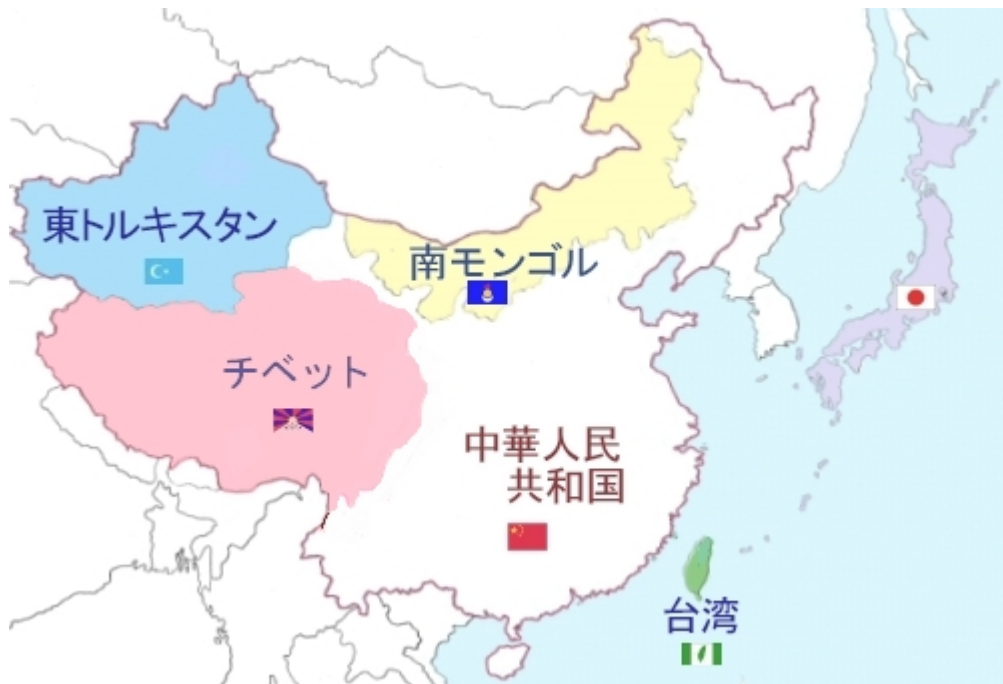 東トルキスタン
南モンゴル
チベット
中華人民
共和国
台湾